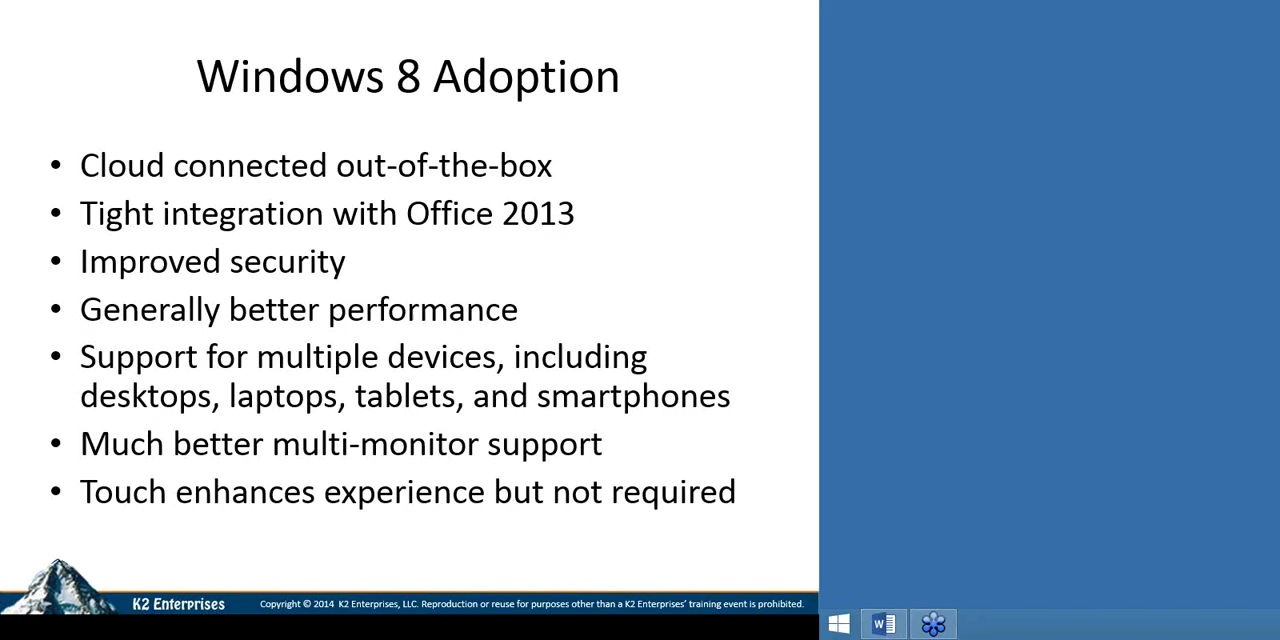 Windows 8 Adoption
• Cloud connected out-of-the-box
• Tight integration with Office 2013
• Improved security
• Generally better performance
• Support for multiple devices, including
desktops, laptops, tablets, and smartphones
• Much better multi-monitor support
• Touch enhances experience but not required
K2 Enterprises
Copyright © 2014 K2 Enterprises, LLC. Reproduction or reuse for purposes other than a K2 Enterprises' training event is prohibited.
W